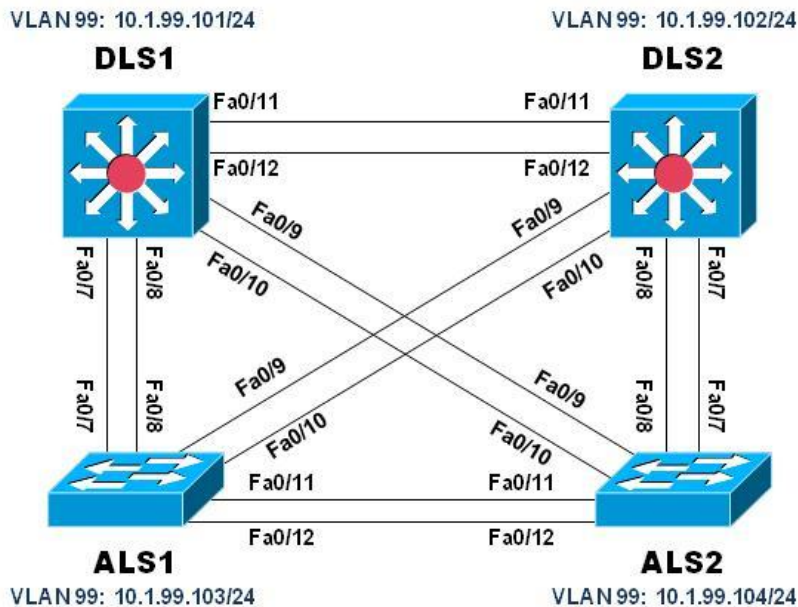 VLAN 99: 10.1.99.101/24
VLAN 99: 10.1.99.102/24
DLS1
DLS2
Fa0/11
Fa0/11
Fa0/12
Fa0/12
Fa0/9
Fa0/9
Fa0/10
Fa0/10
Fa0/7
Fa0/8
Fa0/8
Fa0/7
Fa0/7
Fa0/8
Fa0/9
Fa0/9
Fa0/8
Fa0/7
Fa0/10
Fa0/10
Fa0/11
Fa0/11
Fa0/12
Fa0/12
ALS1
ALS2
VLAN 99: 10.1.99.103/24
VLAN 99: 10.1.99.104/24